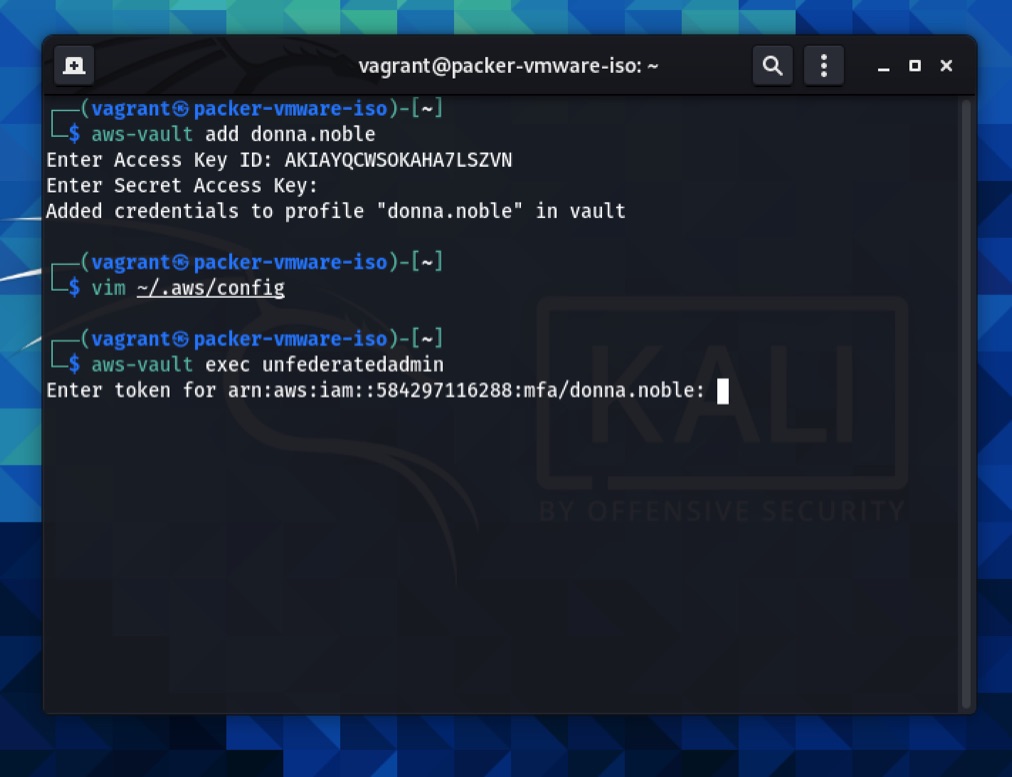 vagrant@packer-vmware-iso: ~
┌──(vagrant㉿packer-vmware-iso)-[~]
└─$ aws-vault add donna.noble
Enter Access Key ID: AKIAYQCWSOKAHA7LSZVN
Enter Secret Access Key:
Added credentials to profile "donna.noble" in vault
┌──(vagrant㉿packer-vmware-iso)-[~]
└─$ vim ~/.aws/config
┌──(vagrant㉿packer-vmware-iso)-[~]
└─$ aws-vault exec unfederatedadmin
Enter token for arn:aws:iam::584297116288:mfa/donna.noble:
KALI
BY OFFENSIVE SECURITY